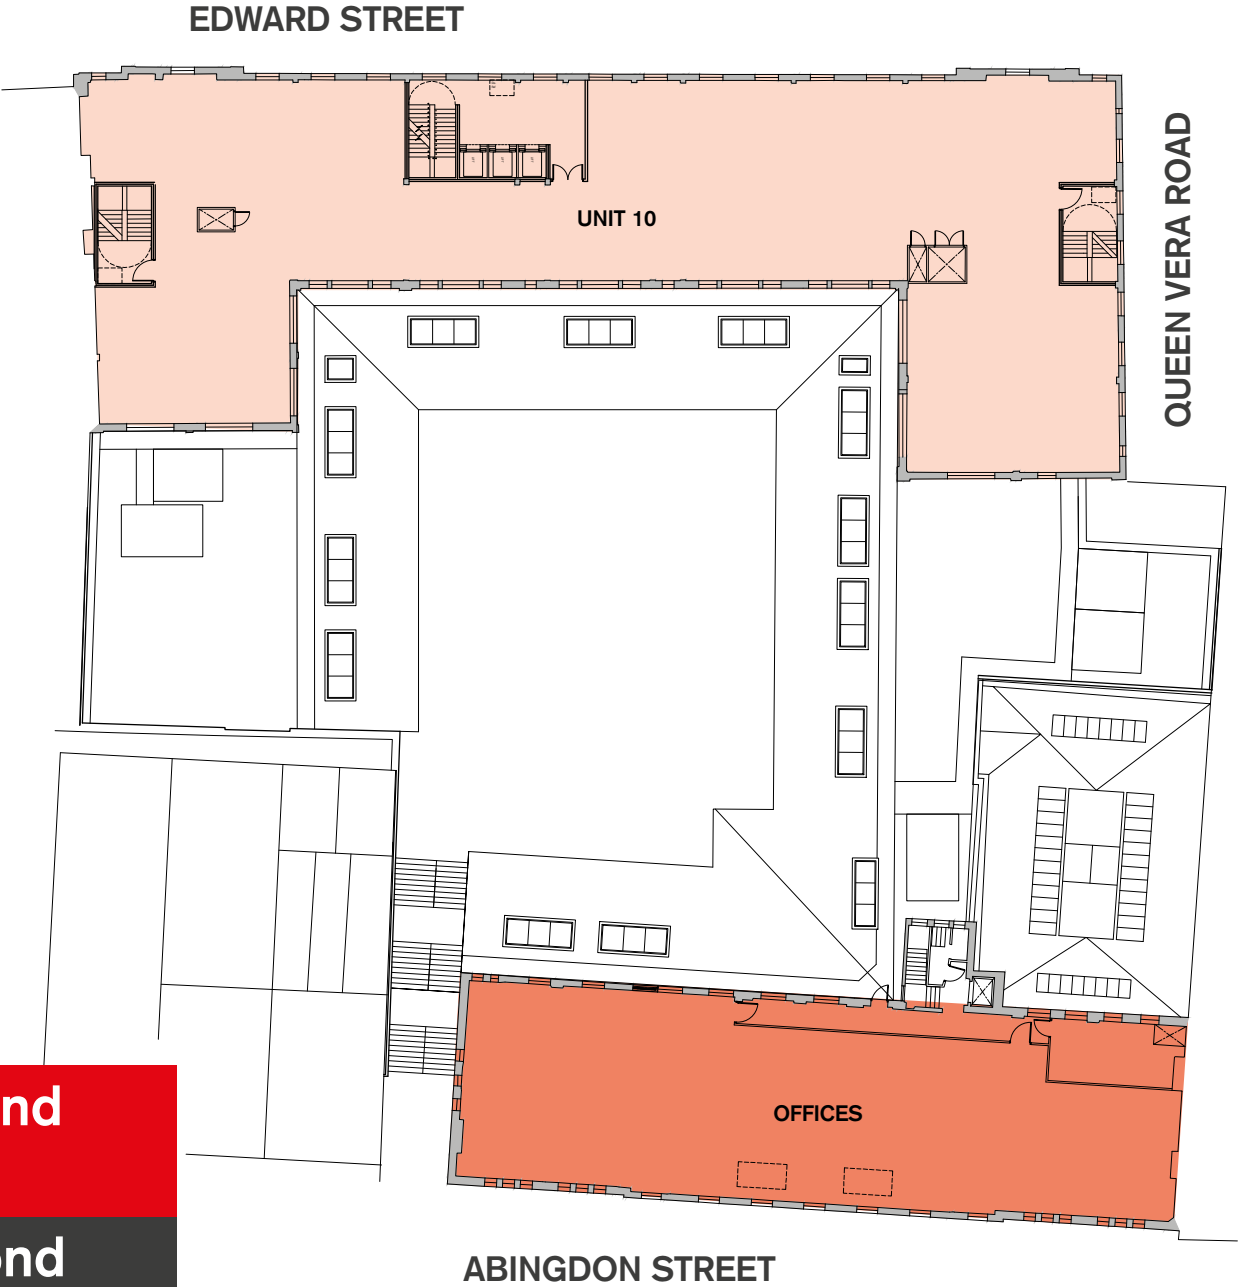 EDWARD STREET
QUEEN VERA ROAD
UNIT 10
OFFICES
nd
ond
ABINGDON STREET